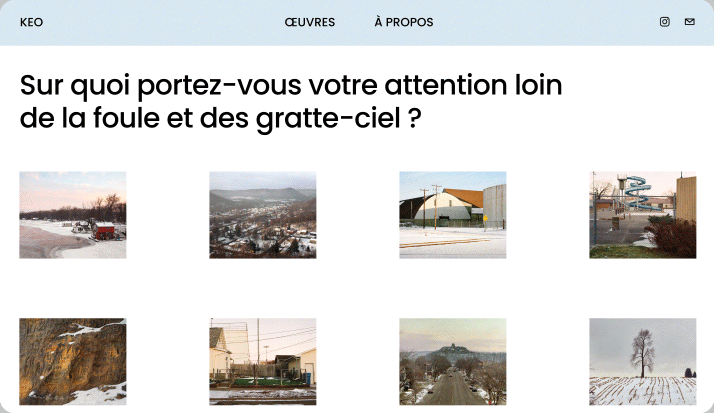 KEO
ŒUVRES
À PROPOS
Sur quoi portez-vous votre attention loin
de la foule et des gratte-ciel ?